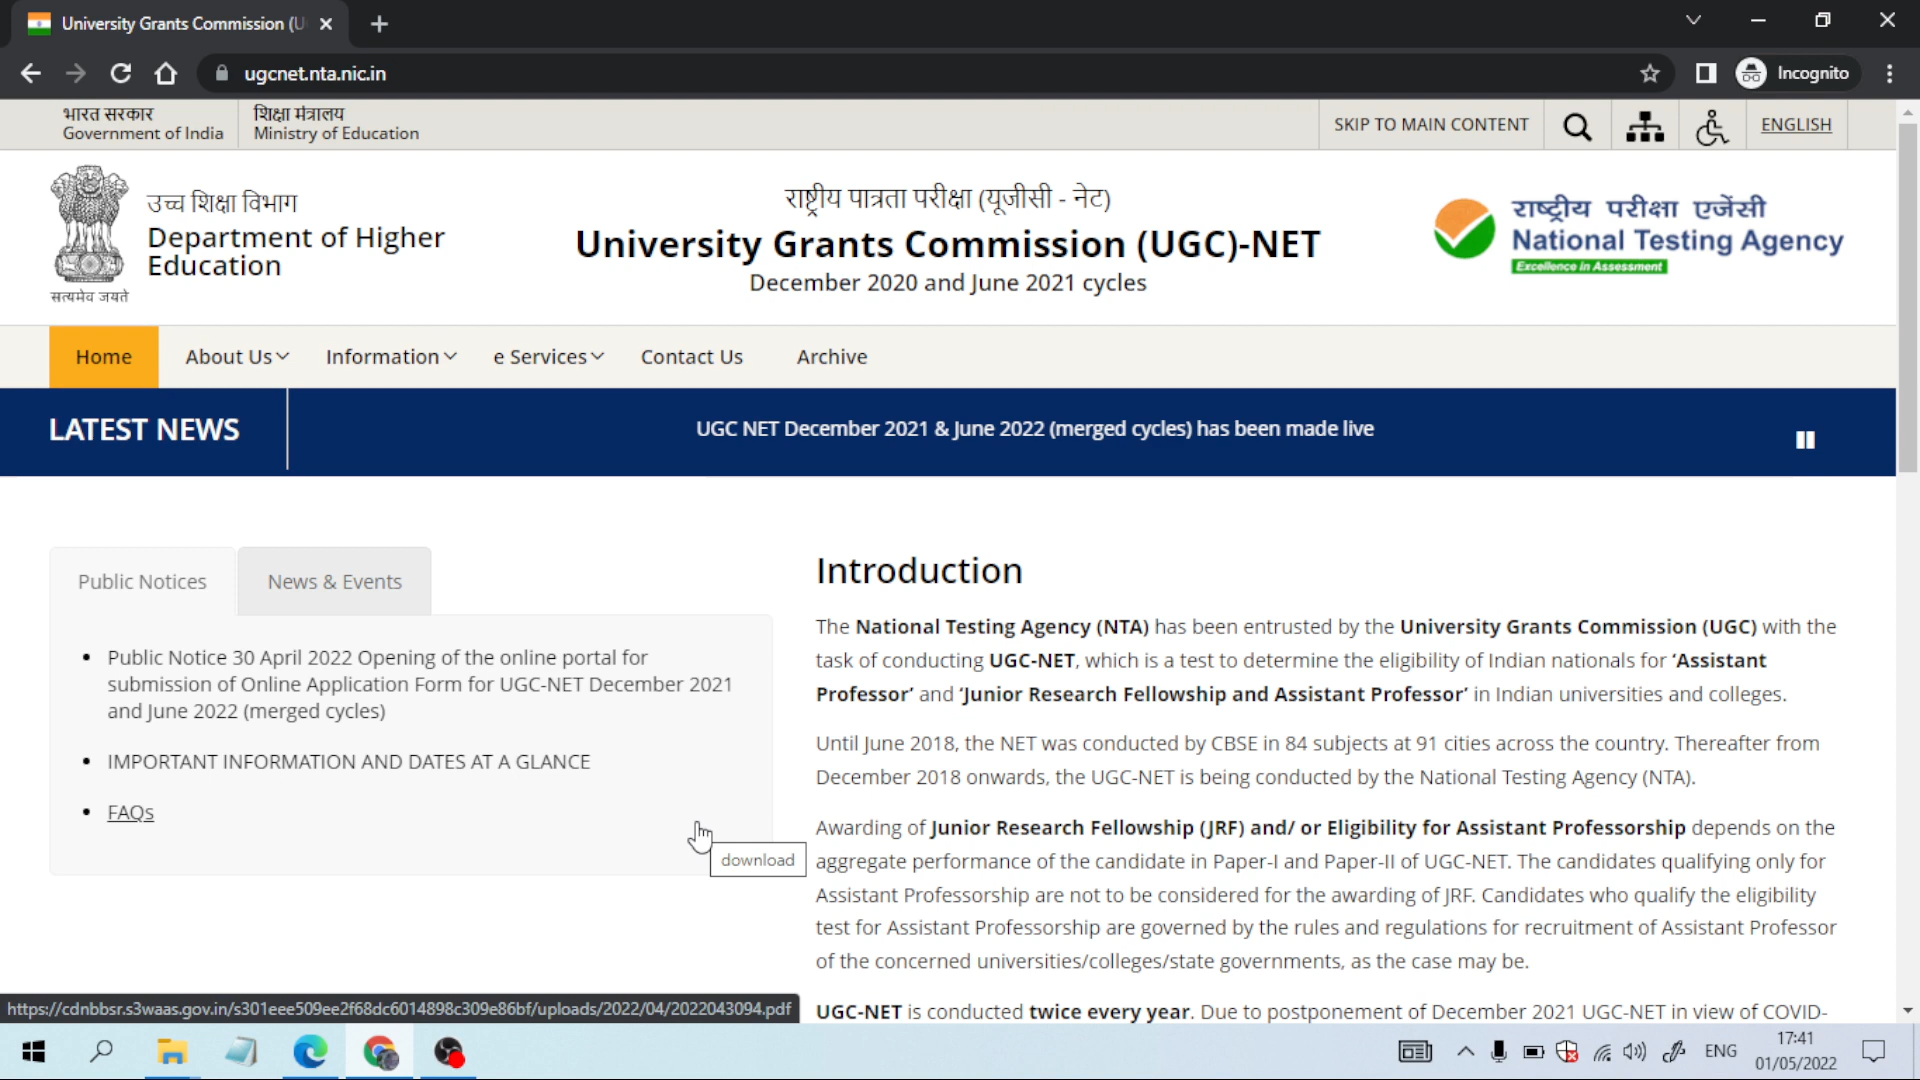 University Grants Commission (U
ugcnet.nta.nic.in
Incognito
भारत सरकार
Government of India
शिक्षा मंत्रालय
Ministry of Education
SKIP TO MAIN CONTENT
ENGLISH
सत्यमेव जयते
उच्च शिक्षा विभाग
Department of Higher
Education
राष्ट्रीय पात्रता परीक्षा (यूजीसी - नेट)
University Grants Commission (UGC)-NET
December 2020 and June 2021 cycles
राष्ट्रीय परीक्षा एजेंसी
National Testing Agency
Excellence in Assessment
Home
About Us
Information
e Services
Contact Us
Archive
LATEST NEWS
UGC NET December 2021 & June 2022 (merged cycles) has been made live
Public Notices
News & Events
Public Notice 30 April 2022 Opening of the online portal for
submission of Online Application Form for UGC-NET December 2021
and June 2022 (merged cycles)
IMPORTANT INFORMATION AND DATES AT A GLANCE
FAQs
download
Introduction
The National Testing Agency (NTA) has been entrusted by the University Grants Commission (UGC) with the
task of conducting UGC-NET, which is a test to determine the eligibility of Indian nationals for ‘Assistant
Professor’ and ‘Junior Research Fellowship and Assistant Professor’ in Indian universities and colleges.
Until June 2018, the NET was conducted by CBSE in 84 subjects at 91 cities across the country. Thereafter from
December 2018 onwards, the UGC-NET is being conducted by the National Testing Agency (NTA).
Awarding of Junior Research Fellowship (JRF) and/ or Eligibility for Assistant Professorship depends on the
aggregate performance of the candidate in Paper-I and Paper-II of UGC-NET. The candidates qualifying only for
Assistant Professorship are not to be considered for the awarding of JRF. Candidates who qualify the eligibility
test for Assistant Professorship are governed by the rules and regulations for recruitment of Assistant Professor
of the concerned universities/colleges/state governments, as the case may be.
UGC-NET is conducted twice every year. Due to postponement of December 2021 UGC-NET in view of COVID-
https://cdnbbsr.s3waas.gov.in/s301eee509ee2f68dc6014898c309e86bf/uploads/2022/04/2022043094.pdf
ENG
17:41
01/05/2022